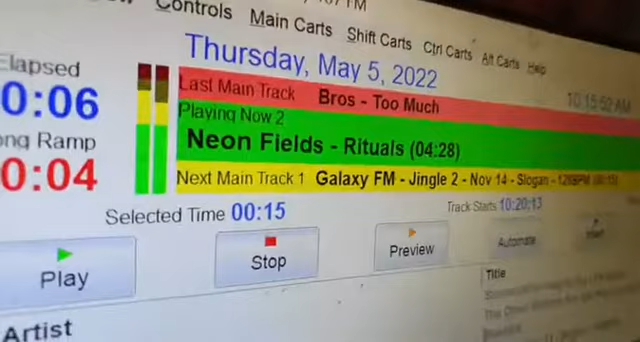 FM
Controls Main Carts Shift Carts Ctrl Carts Alt Carts Help
Thursday, May 5, 2022
10:15:52 AM
Elapsed
0:06
Last Main Track Bros - Too Much
Playing Now 2
Neon Fields - Rituals (04:28)
Ramp
0:04
Next Main Track 1 Galaxy FM - Jingle 2 - Nov 14 - Slogan -
Selected Time 00:15
Track Starts 10:20:13
Play
Stop
Preview
Automate
Title
Artist